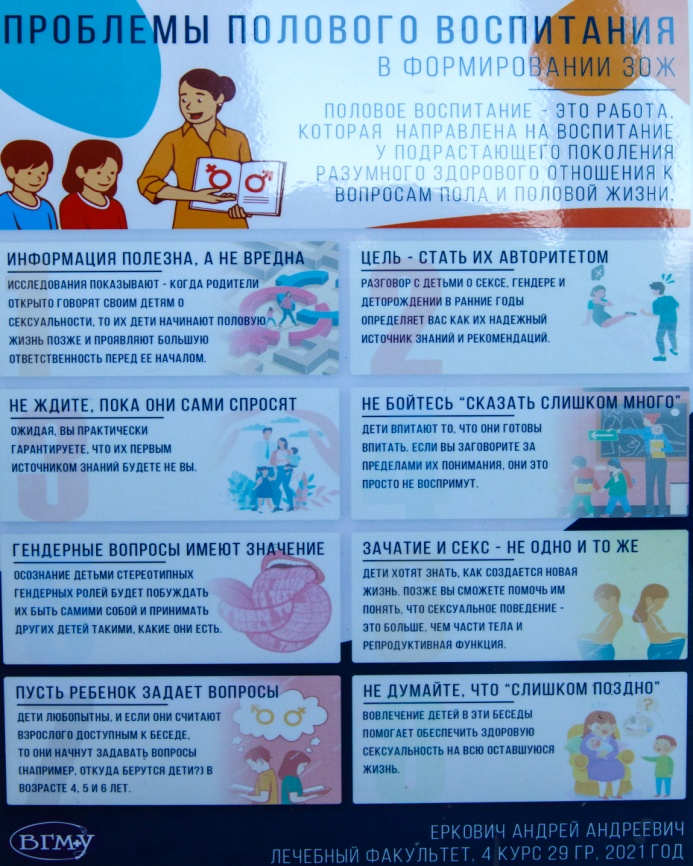 ПРОБЛЕМЫ ПОЛОВОГО ВОСПИТАНИЯ
В ФОРМИРОВАНИИ ЗОЖ
ПОЛОВОЕ ВОСПИТАНИЕ - ЭТО РАБОТА,
КОТОРАЯ НАПРАВЛЕНА НА ВОСПИТАНИЕ
У ПОДРАСТАЮЩЕГО ПОКОЛЕНИЯ
РАЗУМНОГО ЗДОРОВОГО ОТНОШЕНИЯ К
ВОПРОСАМ ПОЛА И ПОЛОВОЙ ЖИЗНИ.
ИНФОРМАЦИЯ ПОЛЕЗНА, А НЕ ВРЕДНА
ИССЛЕДОВАНИЯ ПОКАЗЫВАЮТ - КОГДА РОДИТЕЛИ
ОТКРЫТО ГОВОРЯТ СВОИМ ДЕТЯМ О
СЕКСУАЛЬНОСТИ, ТО ИХ ДЕТИ НАЧИНАЮТ ПОЛОВУЮ
ЖИЗНЬ ПОЗЖЕ И ПРОЯВЛЯЮТ БОЛЬШУЮ
ОТВЕТСТВЕННОСТЬ ПЕРЕД ЕЕ НАЧАЛОМ.
ЦЕЛЬ - СТАТЬ ИХ АВТОРИТЕТОМ
РАЗГОВОР С ДЕТЬМИ О СЕКСЕ, ГЕНДЕРЕ И
ДЕТОРОЖДЕНИИ В РАННИЕ ГОДЫ
ОПРЕДЕЛЯЕТ ВАС КАК ИХ НАДЕЖНЫЙ
ИСТОЧНИК ЗНАНИЙ И РЕКОМЕНДАЦИЙ.
НЕ ЖДИТЕ, ПОКА ОНИ САМИ СПРОСЯТ
ОЖИДАЯ, ВЫ ПРАКТИЧЕСКИ
ГАРАНТИРУЕТЕ, ЧТО ИХ ПЕРВЫМ
ИСТОЧНИКОМ ЗНАНИЙ БУДЕТЕ НЕ ВЫ.
НЕ БОЙТЕСЬ "СКАЗАТЬ СЛИШКОМ МНОГО"
ДЕТИ ВПИТАЮТ ТО, ЧТО ОНИ ГОТОВЫ
ВПИТАТЬ. ЕСЛИ ВЫ ЗАГОВОРИТЕ ЗА
ПРЕДЕЛАМИ ИХ ПОНИМАНИЯ, ОНИ ЭТО
ПРОСТО НЕ ВОСПРИМУТ.
ГЕНДЕРНЫЕ ВОПРОСЫ ИМЕЮТ ЗНАЧЕНИЕ
ОСОЗНАНИЕ ДЕТЬМИ СТЕРЕОТИПНЫХ
ГЕНДЕРНЫХ РОЛЕЙ БУДЕТ ПОБУЖДАТЬ
ИХ БЫТЬ САМИМИ СОБОЙ И ПРИНИМАТЬ
ДРУГИХ ДЕТЕЙ ТАКИМИ, КАКИЕ ОНИ ЕСТЬ.
ЗАЧАТИЕ И СЕКС - НЕ ОДНО И ТО ЖЕ
ДЕТИ ХОТЯТ ЗНАТЬ, КАК СОЗДАЕТСЯ НОВАЯ
ЖИЗНЬ. ПОЗЖЕ ВЫ СМОЖЕТЕ ПОМОЧЬ ИМ
ПОНЯТЬ, ЧТО СЕКСУАЛЬНОЕ ПОВЕДЕНИЕ -
ЭТО БОЛЬШЕ, ЧЕМ ЧАСТИ ТЕЛА И
РЕПРОДУКТИВНАЯ ФУНКЦИЯ.
ПУСТЬ РЕБЕНОК ЗАДАЕТ ВОПРОСЫ
ДЕТИ ЛЮБОПЫТНЫ, И ЕСЛИ ОНИ СЧИТАЮТ
ВЗРОСЛОГО ДОСТУПНЫМ К БЕСЕДЕ,
ТО ОНИ НАЧНУТ ЗАДАВАТЬ ВОПРОСЫ
(НАПРИМЕР, ОТКУДА БЕРУТСЯ ДЕТИ?) В
ВОЗРАСТЕ 4, 5 И 6 ЛЕТ.
НЕ ДУМАЙТЕ, ЧТО "СЛИШКОМ ПОЗДНО"
ВОВЛЕЧЕНИЕ ДЕТЕЙ В ЭТИ БЕСЕДЫ
ПОМОГАЕТ ОБЕСПЕЧИТЬ ЗДОРОВУЮ
СЕКСУАЛЬНОСТЬ НА ВСЮ ОСТАВШУЮСЯ
ЖИЗНЬ.
ВГМУ
ЕРКОВИЧ АНДРЕЙ АНДРЕЕВИЧ
ЛЕЧЕБНЫЙ ФАКУЛЬТЕТ, 4 КУРС 29 ГР, 2021 ГОД